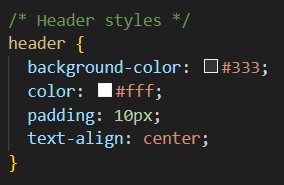 /* Header styles */
header {
  background-color: #333;
  color: #fff;
  padding: 10px;
  text-align: center;
}